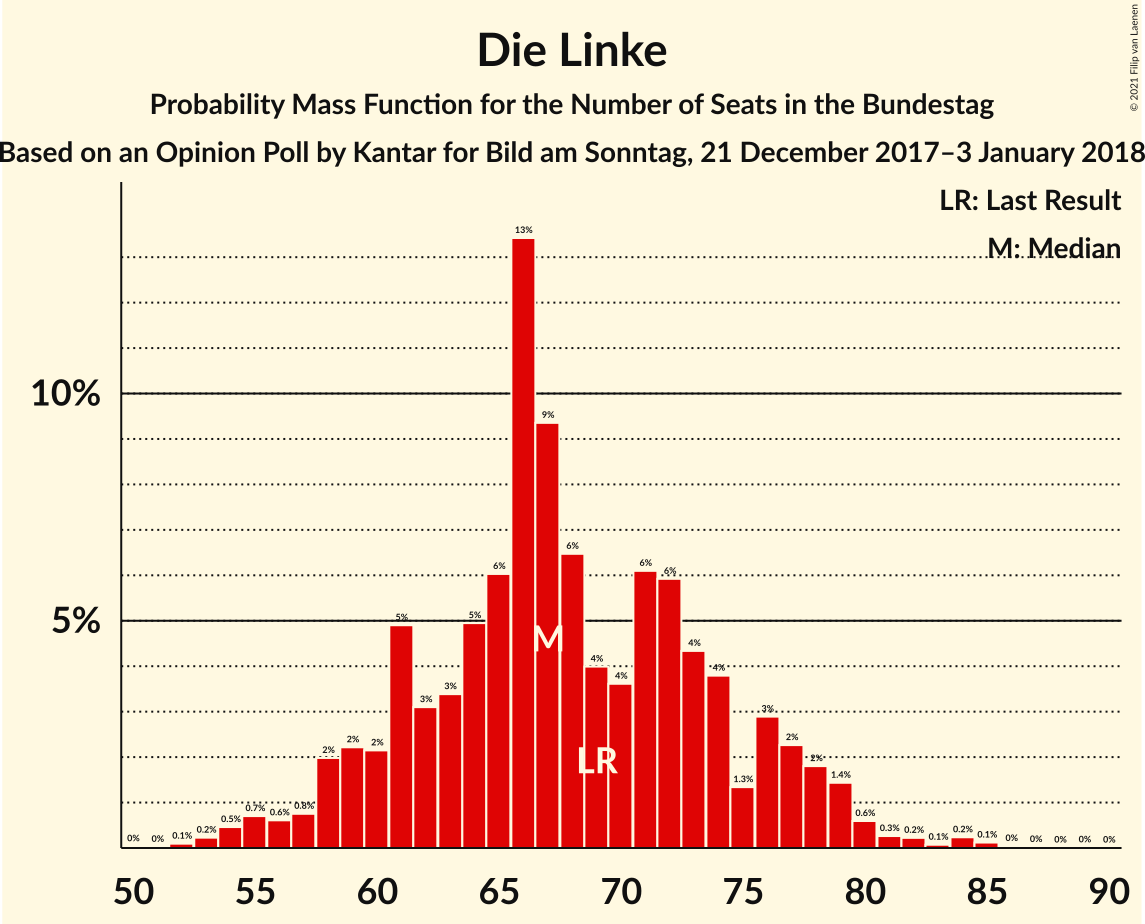 Die Linke
Probability Mass Function for the Number of Seats in the Bundestag
Based on an Opinion Poll by Kantar for Bild am Sonntag, 21 December 2017–3 January 2018
© 2021 Filip van Laenen
LR: Last Result
M: Median
10%
5%
0% 0% 0.1% 0.2% 0.5% 0.7% 0.6% 0.8% 2% 2% 2% 5% 3% 3% 5% 6% 13% 9% 6% 4% 4% 6% 6% 4% 4% 1.3% 3% 2% 2% 1.4% 0.6% 0.3% 0.2% 0.1% 0.2% 0.1% 0% 0% 0% 0% 0%
M
LR
50 55 60 65 70 75 80 85 90